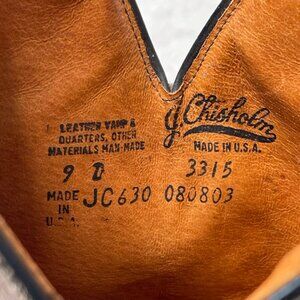 LEATHER VAMP &
QUARTERS, OTHER
MATERIALS MAN-MADE
J. Chisholm
MADE IN U.S.A.
9 D 3315
MADE IN U.S.A. JC630 080803